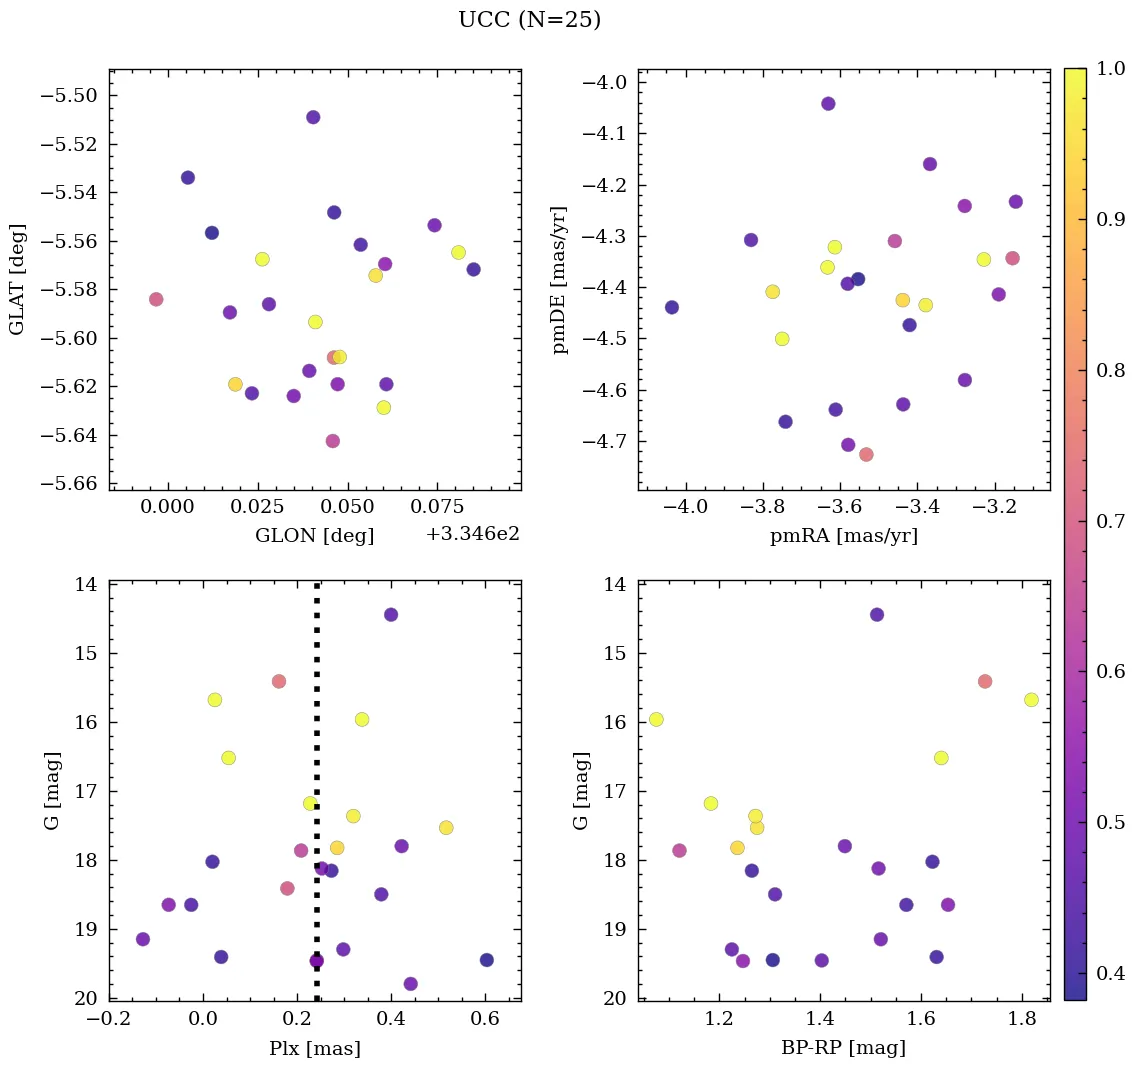 UCC (N=25)
−5.50
−5.52
−5.54
−5.56
−5.58
−5.60
−5.62
−5.64
−5.66
GLAT [deg]
0.000 0.025 0.050 0.075
GLON [deg]
+3.346e2
−4.0
−4.1
−4.2
−4.3
−4.4
−4.5
−4.6
−4.7
pmDE [mas/yr]
−4.0 −3.8 −3.6 −3.4 −3.2
pmRA [mas/yr]
14
15
16
17
18
19
20
G [mag]
−0.2 0.0 0.2 0.4 0.6
Plx [mas]
14
15
16
17
18
19
20
G [mag]
1.2 1.4 1.6 1.8
BP-RP [mag]
1.0
0.9
0.8
0.7
0.6
0.5
0.4